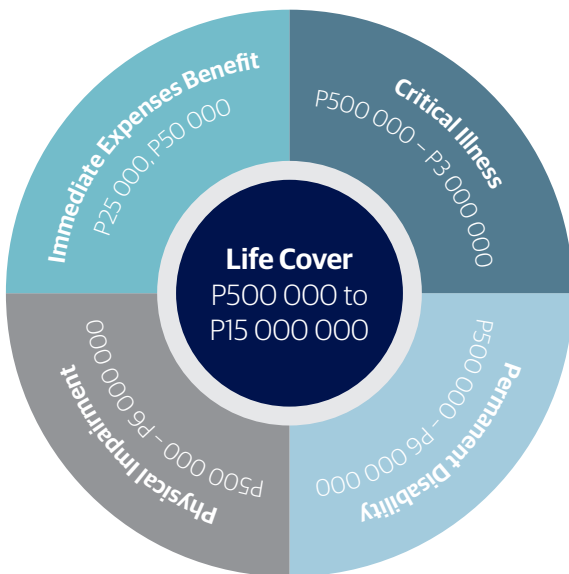 Immediate Expenses Benefit
P25 000, P50 000
Critical Illness
P500 000 – P3 000 000
Life Cover
P500 000 to
P15 000 000
Physical Impairment
P500 000 – P6 000 000
Permanent Disability
P500 000 – P6 000 000